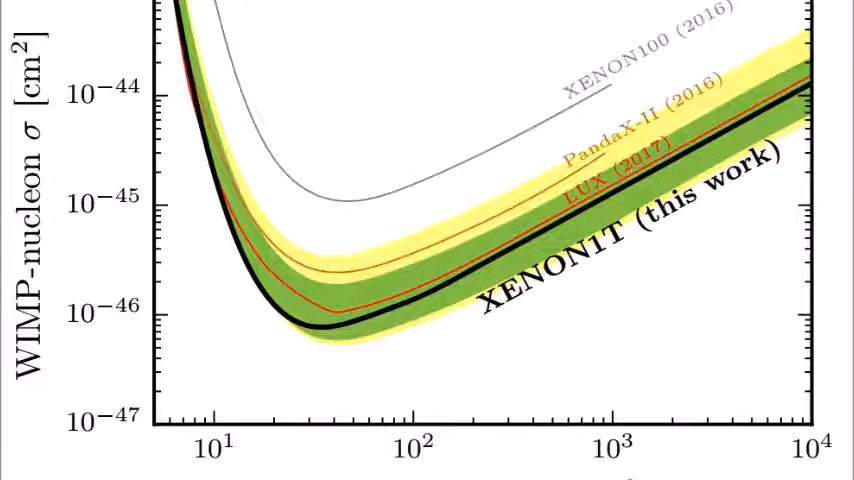 WIMP-nucleon σ [cm²]
10⁻⁴⁴
10⁻⁴⁵
10⁻⁴⁶
10⁻⁴⁷
XENON100 (2016)
PandaX-II (2016)
LUX (2017)
XENON1T (this work)
10¹ 10² 10³ 10⁴